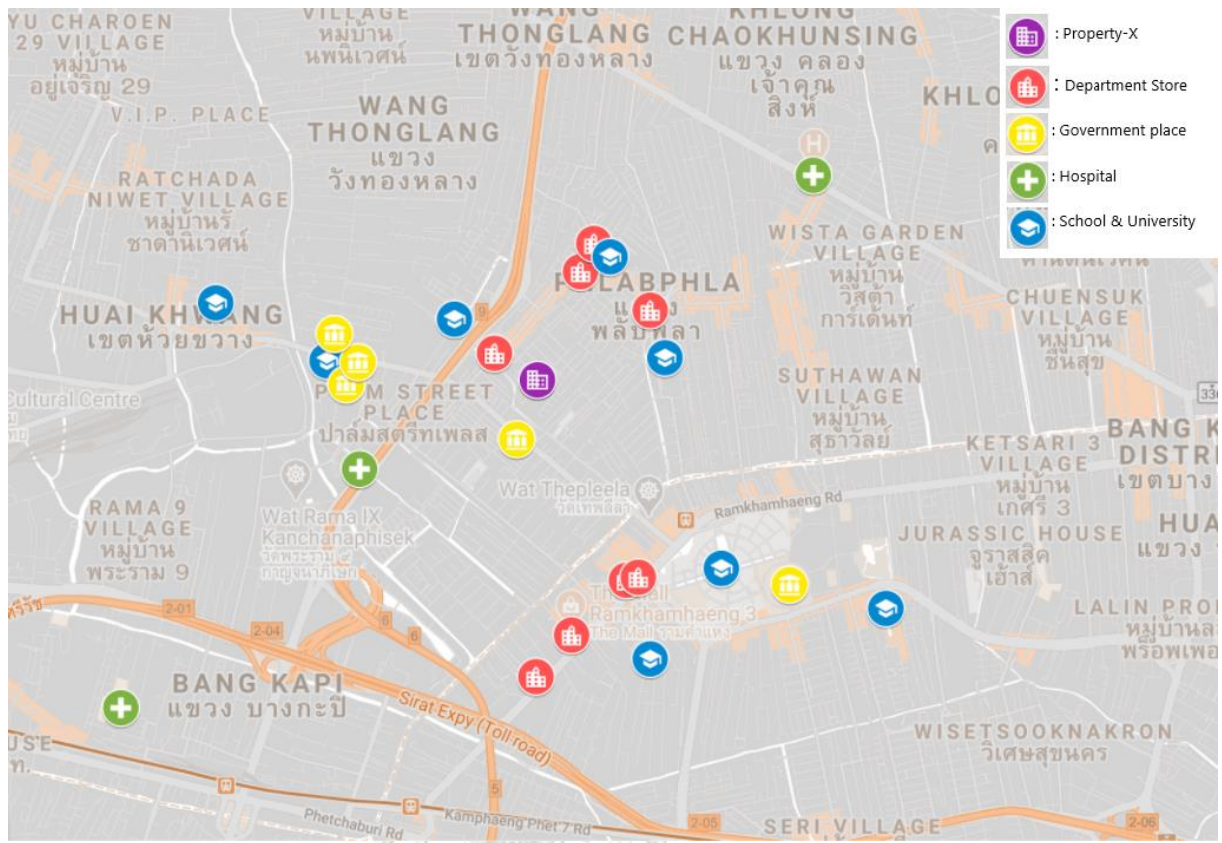 YU CHAROEN
29 VILLAGE
หมู่บ้าน
อยู่เจริญ 29
VILLAGE
หมู่บ้าน
นพนิเวศน์
WANG
THONGLANG
เขตวังทองหลาง
KHLONG
CHAOKHUNSING
แขวง คลอง
เจ้าคุณ
สิงห์
KHLO
: Property-X
: Department Store
: Government place
: Hospital
: School & University
V.I.P. PLACE
WANG
THONGLANG
แขวง
วังทองหลาง
H
RATCHADA
NIWET VILLAGE
หมู่บ้านรั
ชาดานิเวศน์
WISTA GARDEN
VILLAGE
หมู่บ้าน
วิสต้า
การ์เด้นท์
CHUENSUK
VILLAGE
หมู่บ้าน
ชื่นสุข
HUAI KHWANG
เขตห้วยขวาง
9
PHLABPHLA
พลับพลา
STREET
PLACE
ปาล์มสตรีทเพลส
SUTHAWAN
VILLAGE
หมู่บ้าน
สุธาวัลย์
Cultural Centre
KETSARI 3
VILLAGE
หมู่บ้าน
เกศรี 3
BANG K
DISTRI
เขตบาง
Wat Thepleela
วัดเทพลีลา
Ramkhamhaeng Rd
RAMA 9
VILLAGE
หมู่บ้าน
พระราม 9
Wat Rama IX
Kanchanaphisek
วัดพระราม ๙
กาญจนาภิเษก
JURASSIC HOUSE
จูราสสิค
เฮ้าส์
HUA
แขวง
The Mall
Ramkhamhaeng 3
The Mall รามคำแหง
2-01
2-04
6
6
LALIN PRO
หมู่บ้านล
พร็อพเพอ
BANG KAPI
แขวง บางกะปิ
Sirat Expy (Toll road)
WISETSOOKNAKRON
วิเศษสุขนคร
USE
ท.
5
Phetchaburi Rd
Kamphaeng Phet 7 Rd
2-05
SERI VILLAGE
2-06